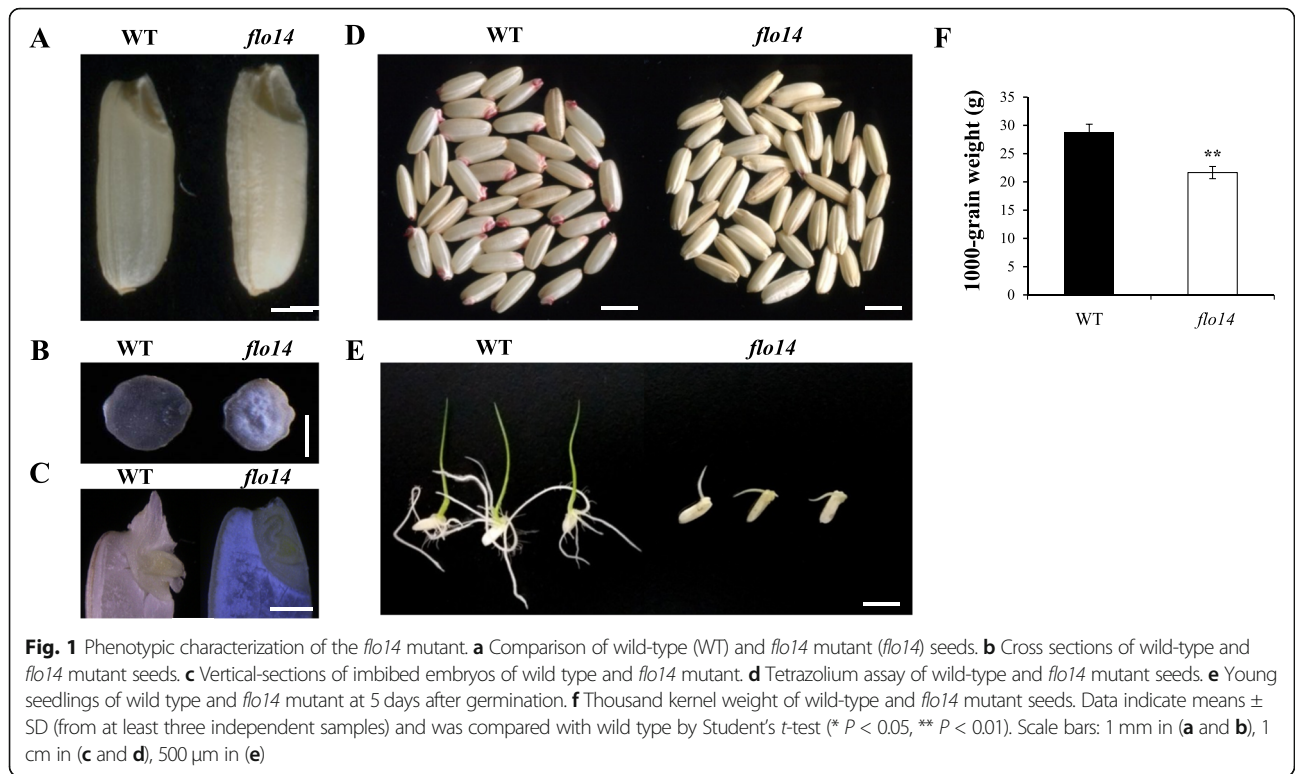 A WT flo14
D WT flo14
F
35
30
25
20
15
10
5
0
1000-grain weight (g)
**
WT flo14
B WT flo14
C WT flo14
E WT flo14
Fig. 1 Phenotypic characterization of the flo14 mutant. a Comparison of wild-type (WT) and flo14 mutant (flo14) seeds. b Cross sections of wild-type and
flo14 mutant seeds. c Vertical-sections of imbibed embryos of wild type and flo14 mutant. d Tetrazolium assay of wild-type and flo14 mutant seeds. e Young
seedlings of wild type and flo14 mutant at 5 days after germination. f Thousand kernel weight of wild-type and flo14 mutant seeds. Data indicate means ±
SD (from at least three independent samples) and was compared with wild type by Student's t-test (* P < 0.05, ** P < 0.01). Scale bars: 1 mm in (a and b), 1
cm in (c and d), 500 µm in (e)